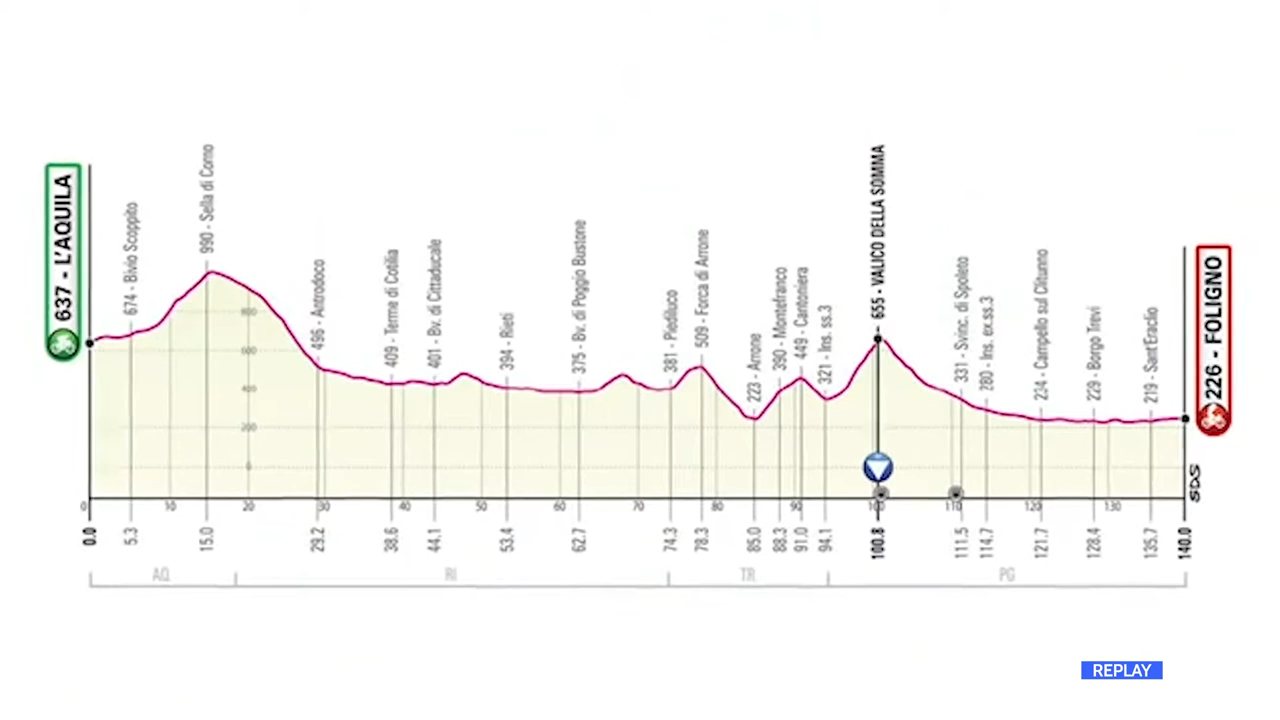 637 - L'AQUILA
674 - Bivio Scoppito
990 - Sella di Corno
496 - Antrodoco
409 - Terme di Cotilia
401 - Bv. di Cittaducale
394 - Rieti
375 - Bv. di Poggio Bustone
381 - Piediluco
509 - Forca di Arrone
223 - Arrone
390 - Montefranco
449 - Cantoniera
321 - Ins. ss.3
655 - VALICO DELLA SOMMA
331 - Svinc. di Spoleto
280 - Ins. ex.ss.3
234 - Campello sul Clitunno
229 - Borgo Trevi
219 - Sant'Eraclio
226 - FOLIGNO
800
600
400
200
0
SDS
0 10 20 30 40 50 60 70 80 90 100 110 120 130
0.0 5.3 15.0 29.2 38.6 44.1 53.4 62.7 74.3 78.3 85.0 88.3 91.0 94.1 100.8 111.5 114.7 121.7 128.4 135.7 140.0
AQ RI TR PG
REPLAY